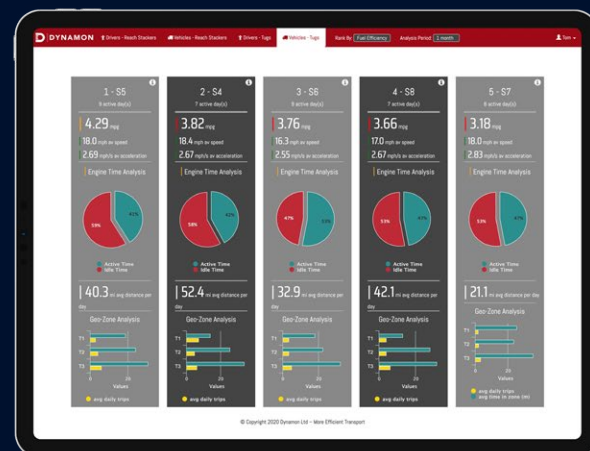 DYNAMON Drivers - Reach Stackers Vehicles - Reach Stackers Drivers - Tugs Vehicles - Tugs Rank By: Fuel Efficiency Analysis Period: 1 month Tom
1 - S5
9 active day(s)
4.29 mpg
18.0 mph av speed
2.69 mph/s av acceleration
Engine Time Analysis
41%
59%
Active Time
Idle Time
40.3 mi avg distance per
day
Geo-Zone Analysis
T1
T2
T3
0 20
Values
avg daily trips
2 - S4
7 active day(s)
3.82 mpg
18.4 mph av speed
2.67 mph/s av acceleration
Engine Time Analysis
42%
58%
Active Time
Idle Time
52.4 mi avg distance per
day
Geo-Zone Analysis
T1
T2
T3
0 20
Values
avg daily trips
3 - S6
9 active day(s)
3.76 mpg
16.3 mph av speed
2.55 mph/s av acceleration
Engine Time Analysis
47%
53%
Active Time
Idle Time
32.9 mi avg distance per
day
Geo-Zone Analysis
T1
T2
T3
0 20
Values
avg daily trips
4 - S8
7 active day(s)
3.66 mpg
17.0 mph av speed
2.67 mph/s av acceleration
Engine Time Analysis
53%
47%
Active Time
Idle Time
42.1 mi avg distance per
day
Geo-Zone Analysis
T1
T2
T3
0 20
Values
avg daily trips
5 - S7
active day(s)
3.18 mpg
18.0 mph av speed
2.83 mph/s av acceleration
Engine Time Analysis
53%
47%
Active Time
Idle Time
21.1 mi avg distance per day
Geo-Zone Analysis
T1
T2
T3
0 20
Values
avg daily trips
avg time in zone (m)
© Copyright 2020 Dynamon Ltd - More Efficient Transport